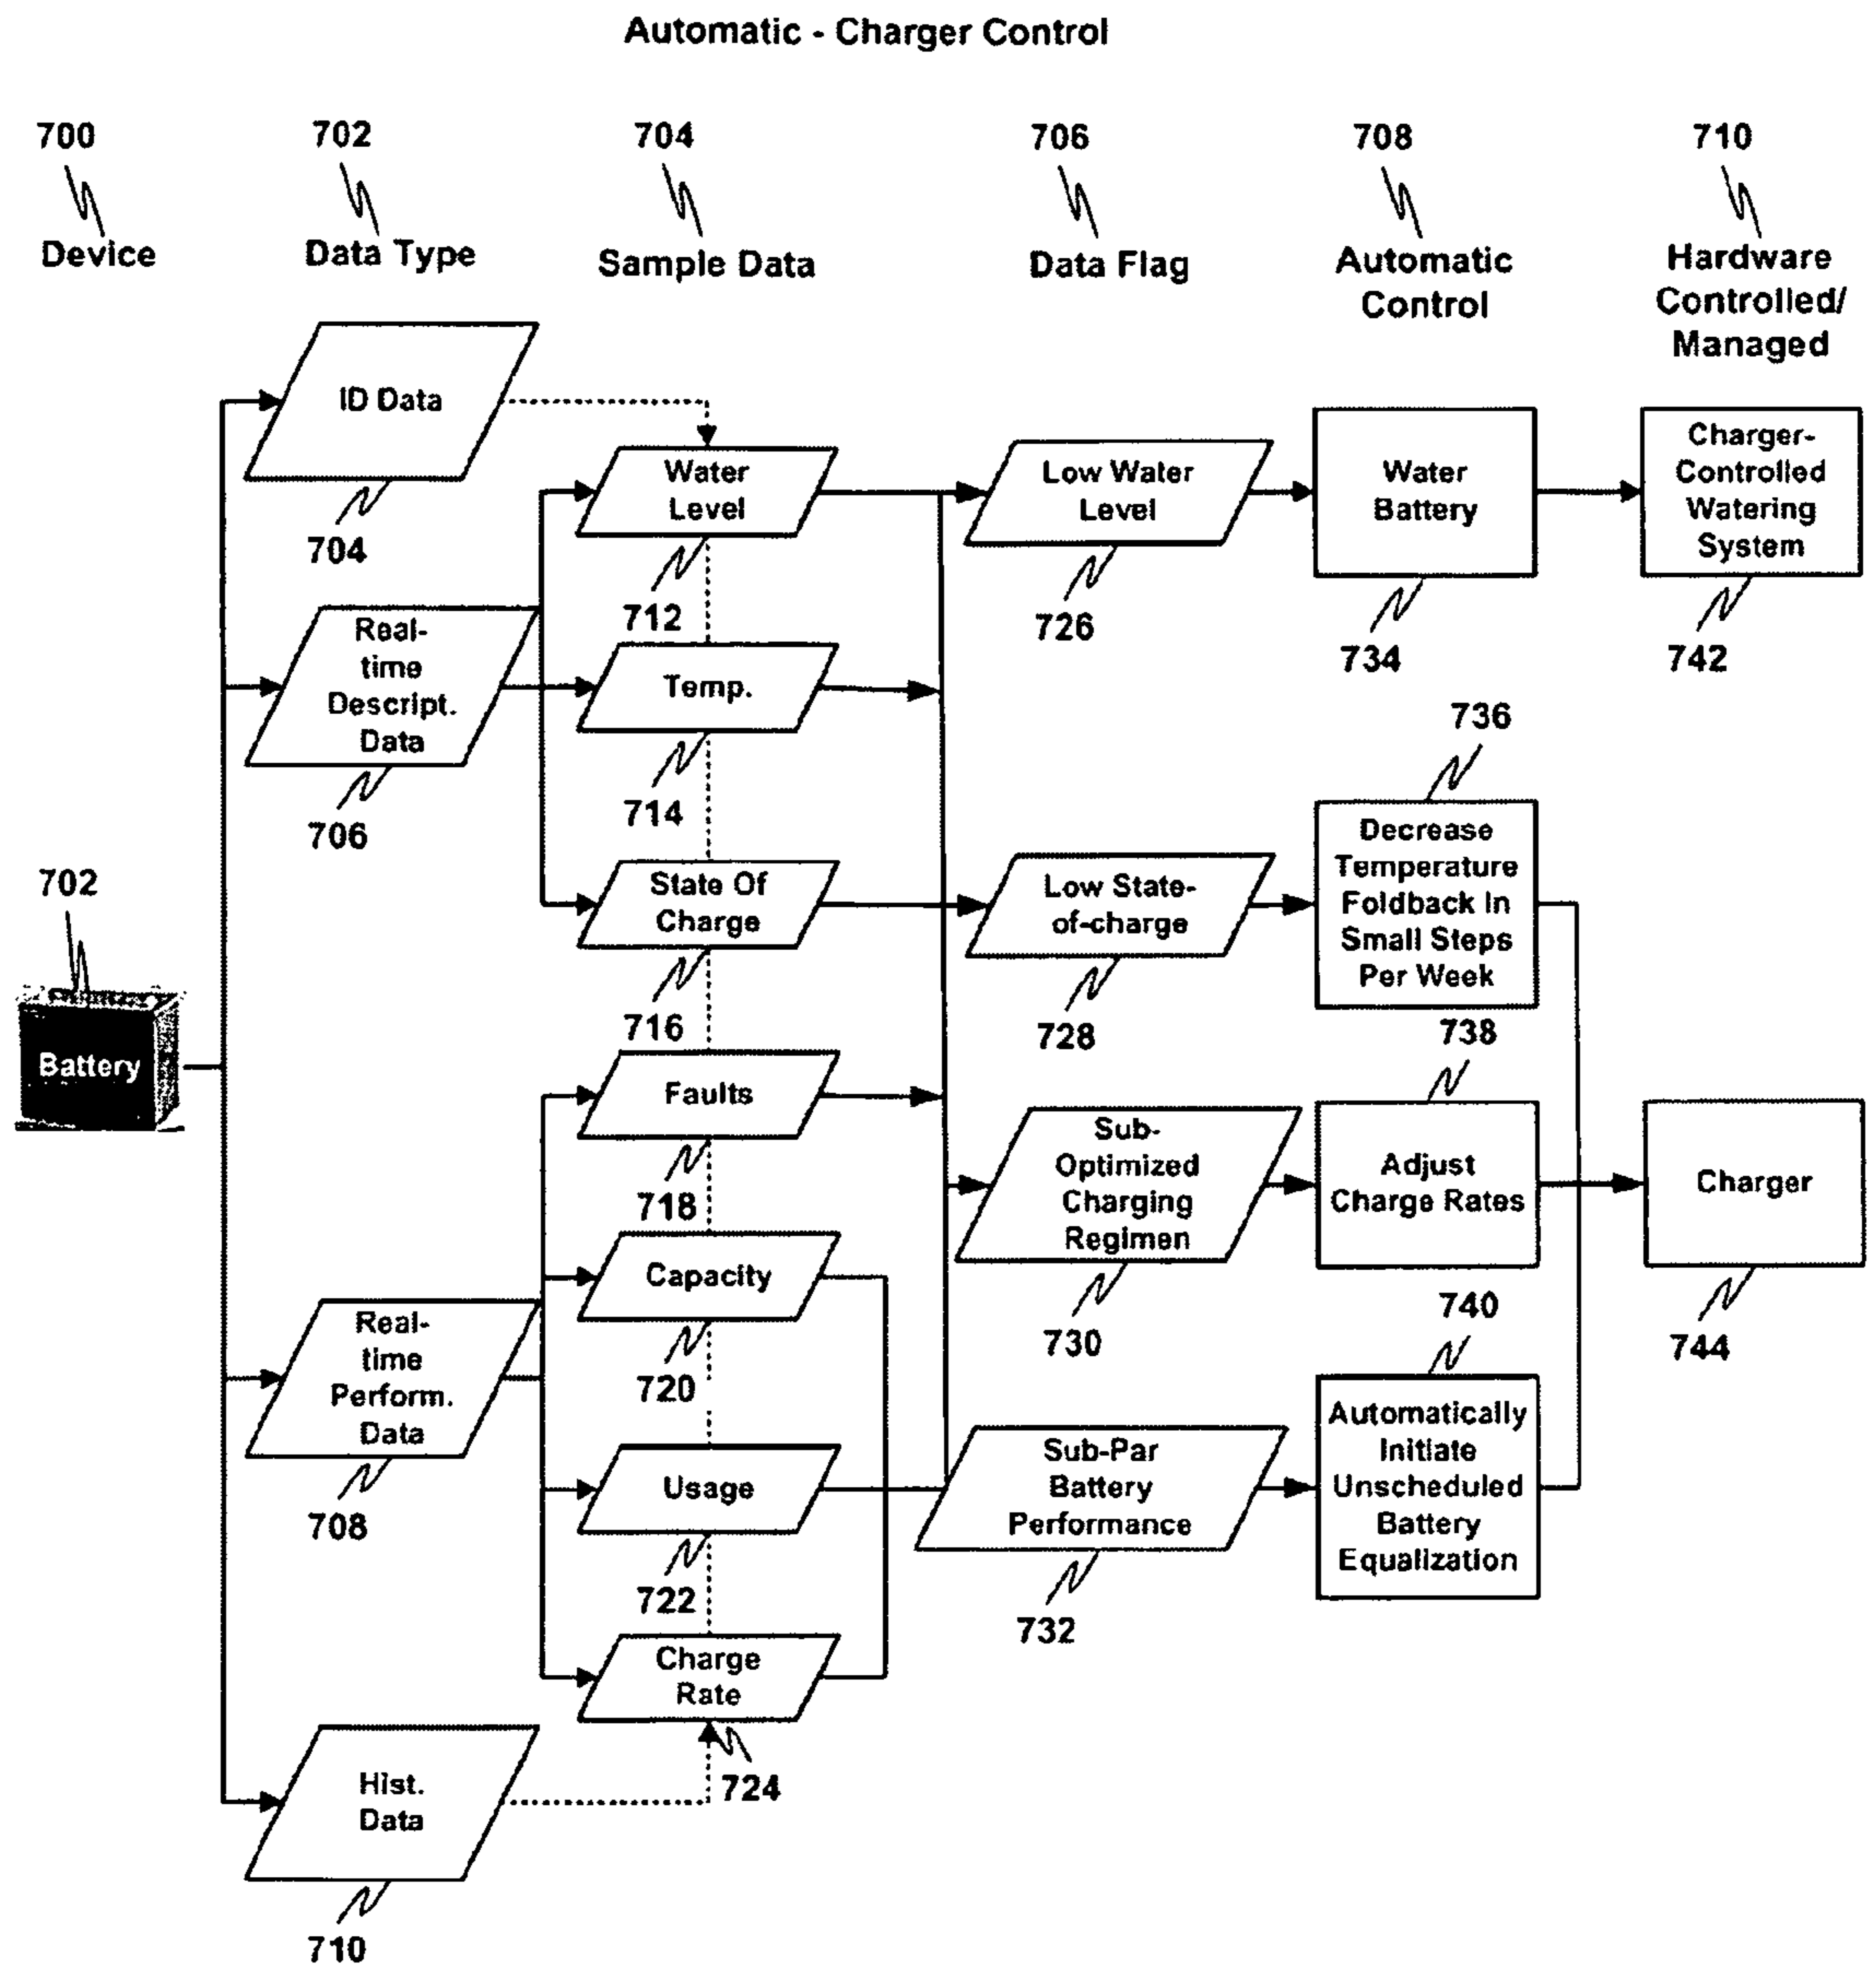 Automatic - Charger Control
700
702
704
706
708
710
Device
Data Type
Sample Data
Data Flag
Automatic
Control
Hardware
Controlled/
Managed
ID Data
704
Real-
time
Descript.
Data
706
702
Battery
Real-
time
Perform.
Data
708
Hist.
Data
710
Water
Level
712
Temp.
714
State Of
Charge
716
Faults
718
Capacity
720
Usage
722
Charge
Rate
724
Low Water
Level
726
Low State-
of-charge
728
Sub-
Optimized
Charging
Regimen
730
Sub-Par
Battery
Performance
732
Water
Battery
734
736
Decrease
Temperature
Foldback In
Small Steps
Per Week
738
Adjust
Charge Rates
740
Automatically
Initiate
Unscheduled
Battery
Equalization
Charger-
Controlled
Watering
System
742
Charger
744